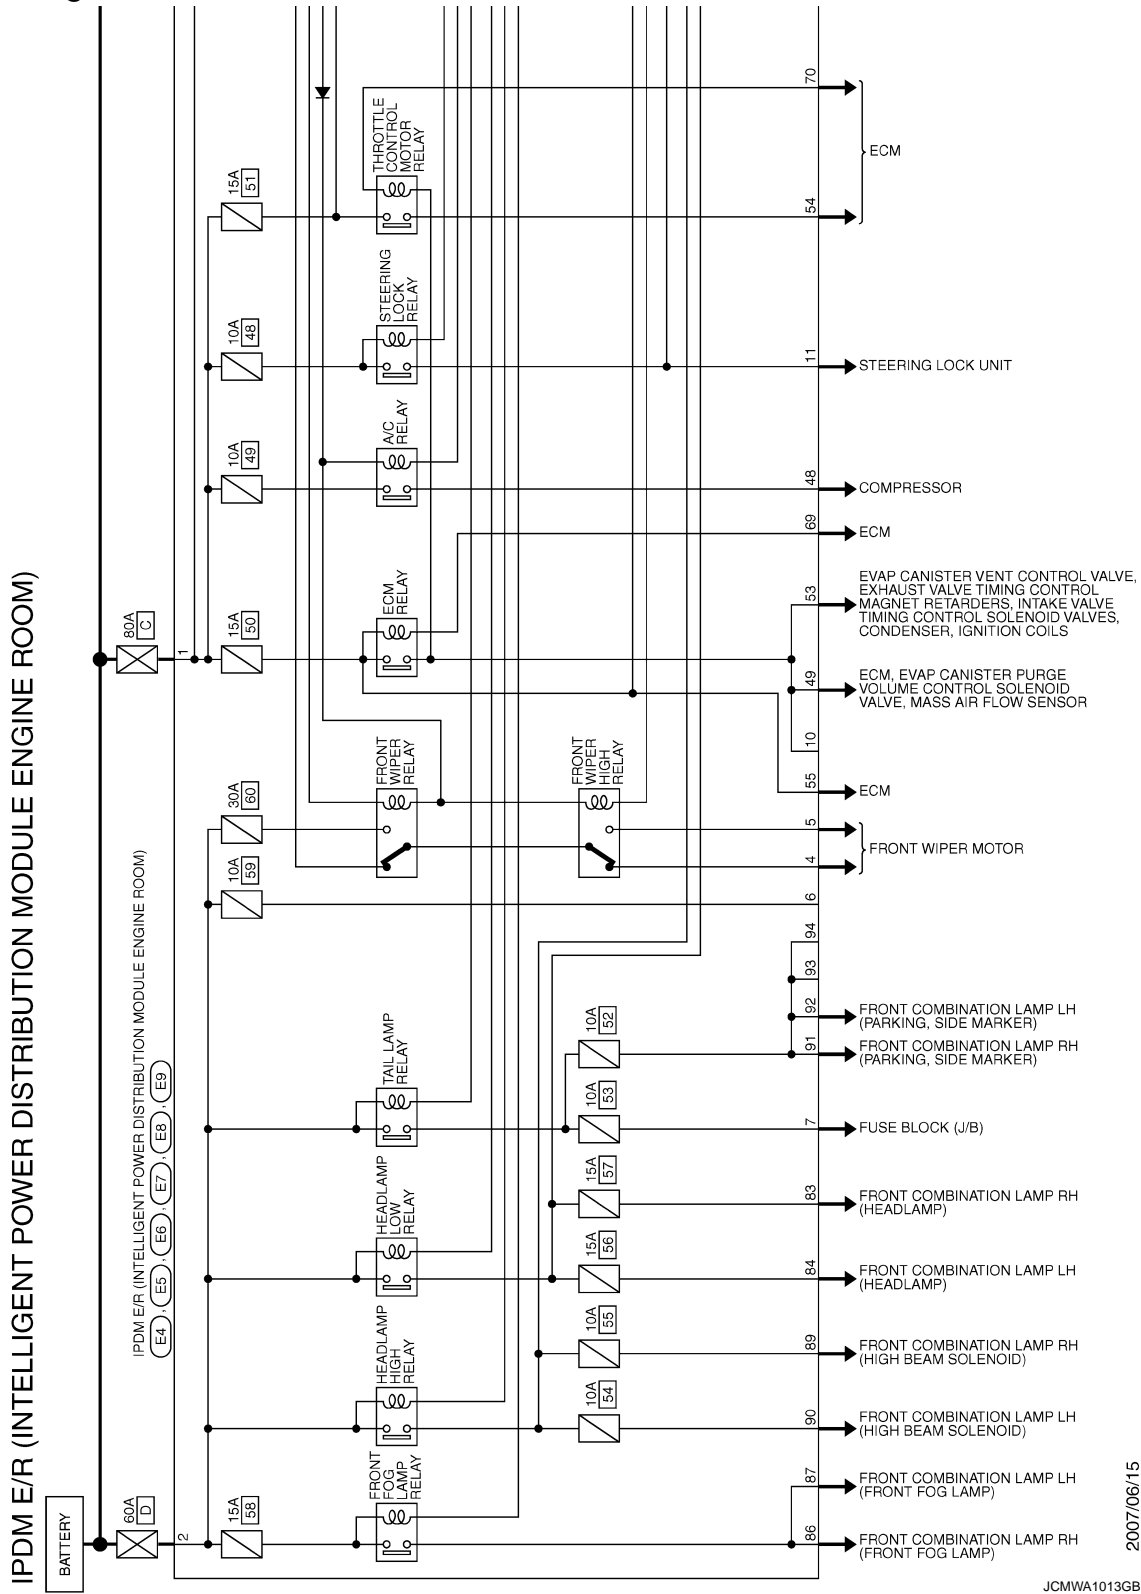 IPDM E/R (INTELLIGENT POWER DISTRIBUTION MODULE ENGINE ROOM)
BATTERY
60A
D
80A
C
2
1
IPDM E/R (INTELLIGENT POWER DISTRIBUTION MODULE ENGINE ROOM)
E4 , E5 , E6 , E7 , E8 , E9
15A
51
THROTTLE
CONTROL
MOTOR
RELAY
70
54
ECM
10A
48
STEERING
LOCK
RELAY
11
STEERING LOCK UNIT
10A
49
A/C
RELAY
48
COMPRESSOR
69
ECM
15A
50
ECM
RELAY
53
EVAP CANISTER VENT CONTROL VALVE,
EXHAUST VALVE TIMING CONTROL
MAGNET RETARDERS, INTAKE VALVE
TIMING CONTROL SOLENOID VALVES,
CONDENSER, IGNITION COILS
49
ECM, EVAP CANISTER PURGE
VOLUME CONTROL SOLENOID
VALVE, MASS AIR FLOW SENSOR
10
55
ECM
30A
60
FRONT
WIPER
RELAY
FRONT
WIPER
HIGH
RELAY
5
4
FRONT WIPER MOTOR
10A
59
6
94
93
10A
52
92
FRONT COMBINATION LAMP LH
(PARKING, SIDE MARKER)
91
FRONT COMBINATION LAMP RH
(PARKING, SIDE MARKER)
TAIL LAMP
RELAY
10A
53
7
FUSE BLOCK (J/B)
15A
57
83
FRONT COMBINATION LAMP RH
(HEADLAMP)
HEADLAMP
LOW
RELAY
15A
56
84
FRONT COMBINATION LAMP LH
(HEADLAMP)
10A
55
89
FRONT COMBINATION LAMP RH
(HIGH BEAM SOLENOID)
HEADLAMP
HIGH
RELAY
10A
54
90
FRONT COMBINATION LAMP LH
(HIGH BEAM SOLENOID)
87
FRONT COMBINATION LAMP LH
(FRONT FOG LAMP)
15A
58
FRONT
FOG
LAMP
RELAY
86
FRONT COMBINATION LAMP RH
(FRONT FOG LAMP)
2007/06/15
JCMWA1013GB